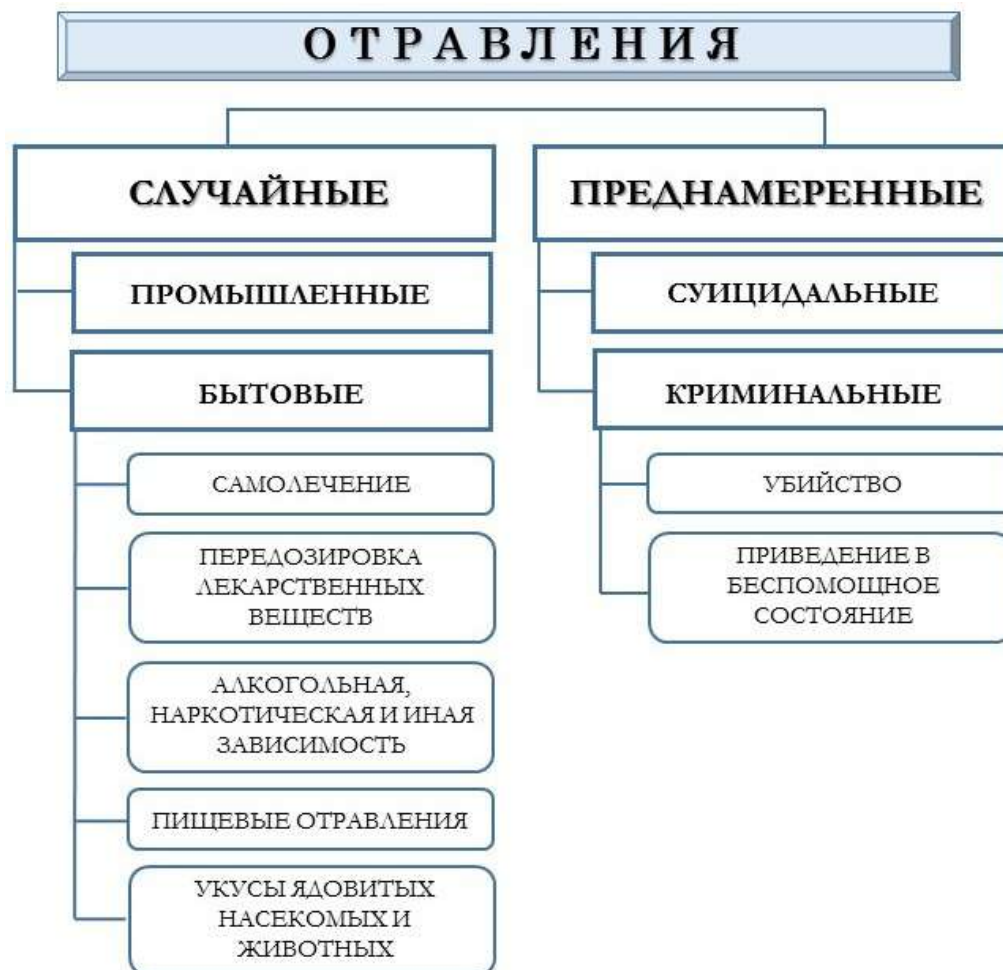 ОТРАВЛЕНИЯ
СЛУЧАЙНЫЕ
ПРОМЫШЛЕННЫЕ
БЫТОВЫЕ
САМОЛЕЧЕНИЕ
ПЕРЕДОЗИРОВКА
ЛЕКАРСТВЕННЫХ
ВЕЩЕСТВ
АЛКОГОЛЬНАЯ,
НАРКОТИЧЕСКАЯ И ИНАЯ
ЗАВИСИМОСТЬ
ПИЩЕВЫЕ ОТРАВЛЕНИЯ
УКУСЫ ЯДОВИТЫХ
НАСЕКОМЫХ И
ЖИВОТНЫХ
ПРЕДНАМЕРЕННЫЕ
СУИЦИДАЛЬНЫЕ
КРИМИНАЛЬНЫЕ
УБИЙСТВО
ПРИВЕДЕНИЕ В
БЕСПОМОЩНОЕ
СОСТОЯНИЕ